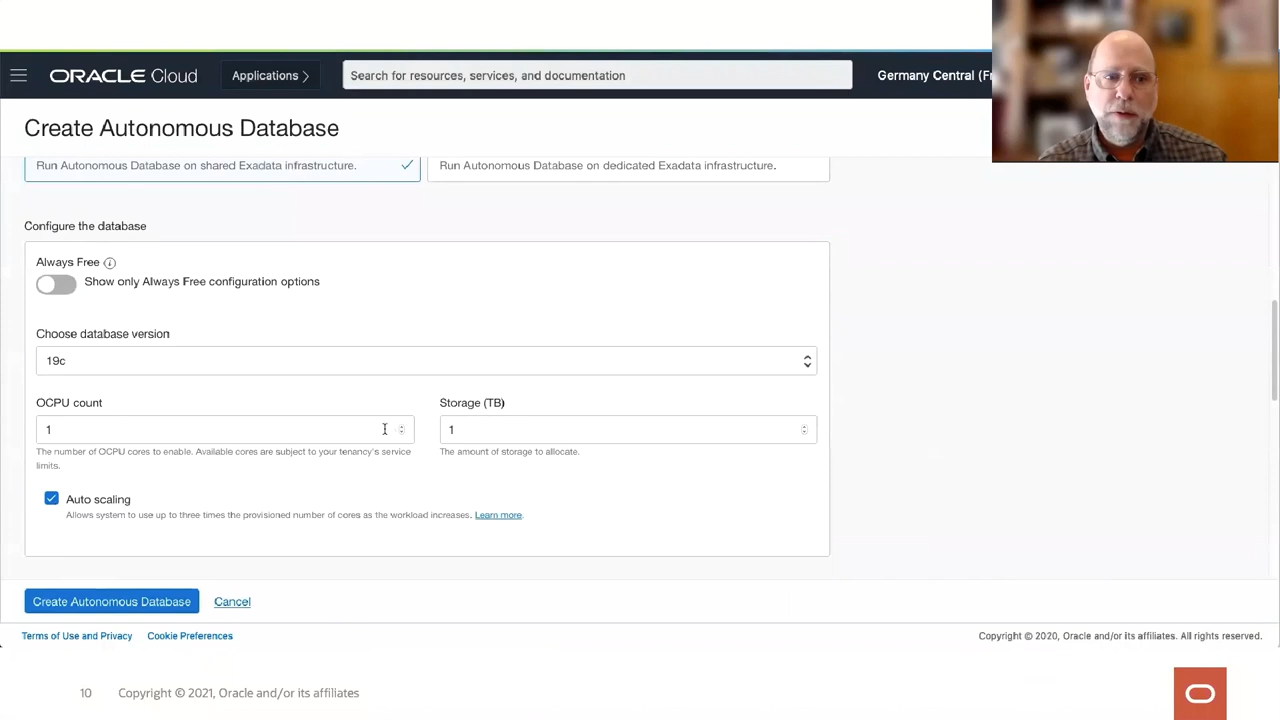 ORACLE Cloud
Applications
Search for resources, services, and documentation
Germany Central (Fr
Create Autonomous Database
Run Autonomous Database on shared Exadata infrastructure.
Run Autonomous Database on dedicated Exadata infrastructure.
Configure the database
Always Free
Show only Always Free configuration options
Choose database version
19c
OCPU count
Storage (TB)
1
1
The number of OCPU cores to enable. Available cores are subject to your tenancy's service
limits.
The amount of storage to allocate.
Auto scaling
Allows system to use up to three times the provisioned number of cores as the workload increases. Learn more.
Create Autonomous Database
Cancel
Terms of Use and Privacy
Cookie Preferences
Copyright © 2020, Oracle and/or its affiliates. All rights reserved.
10
Copyright © 2021, Oracle and/or its affiliates